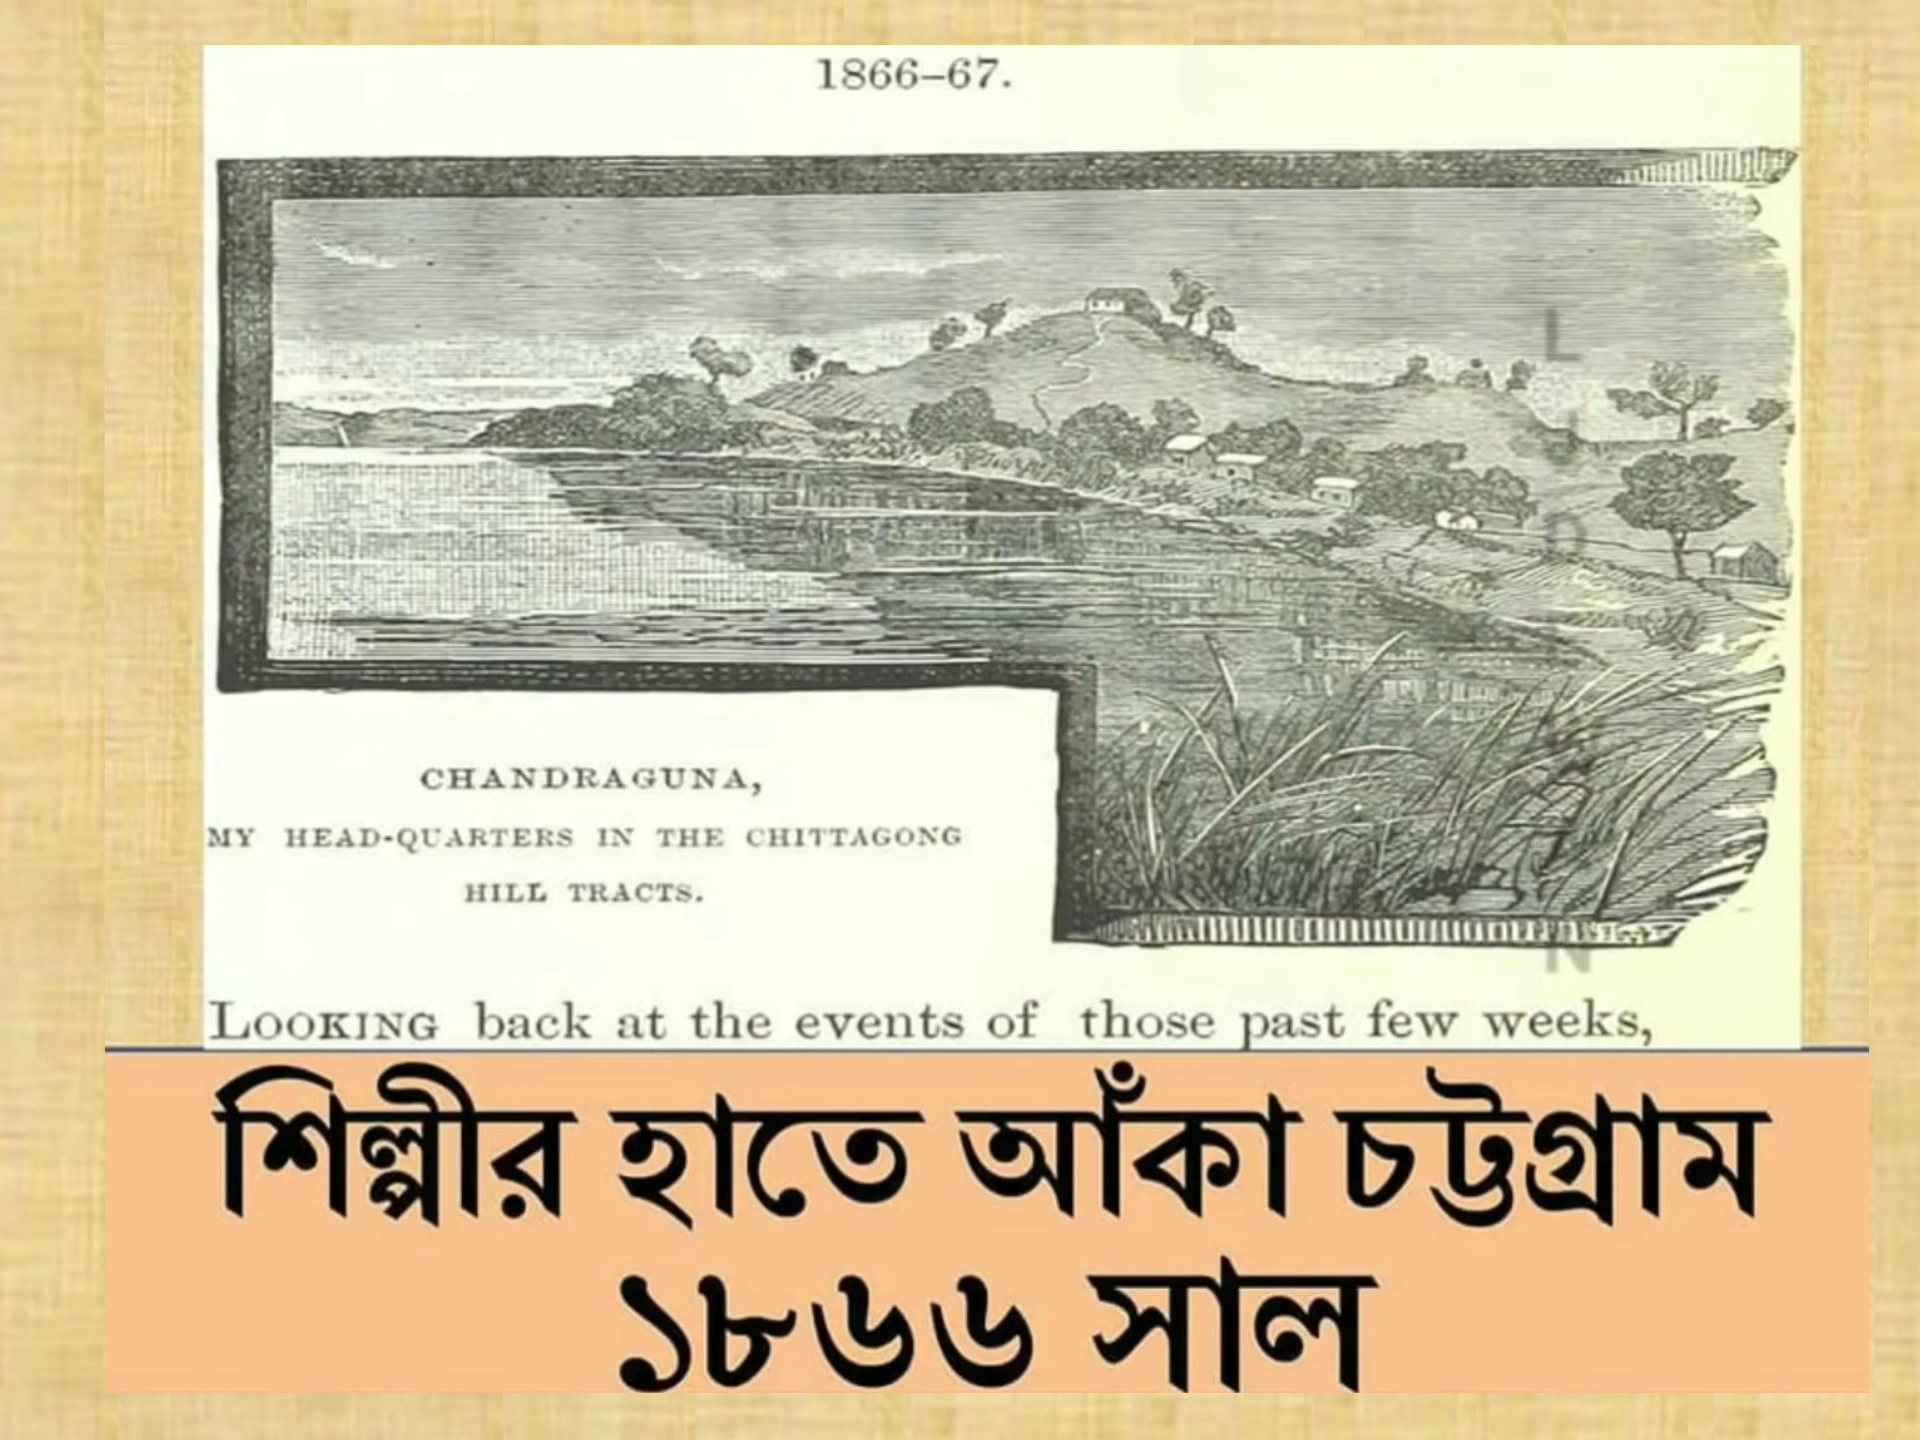 1866–67.
CHANDRAGUNA,
MY HEAD-QUARTERS IN THE CHITTAGONG
HILL TRACTS.
LOOKING back at the events of those past few weeks,
শিল্পীর হাতে আঁকা চট্টগ্রাম
১৮৬৬ সাল